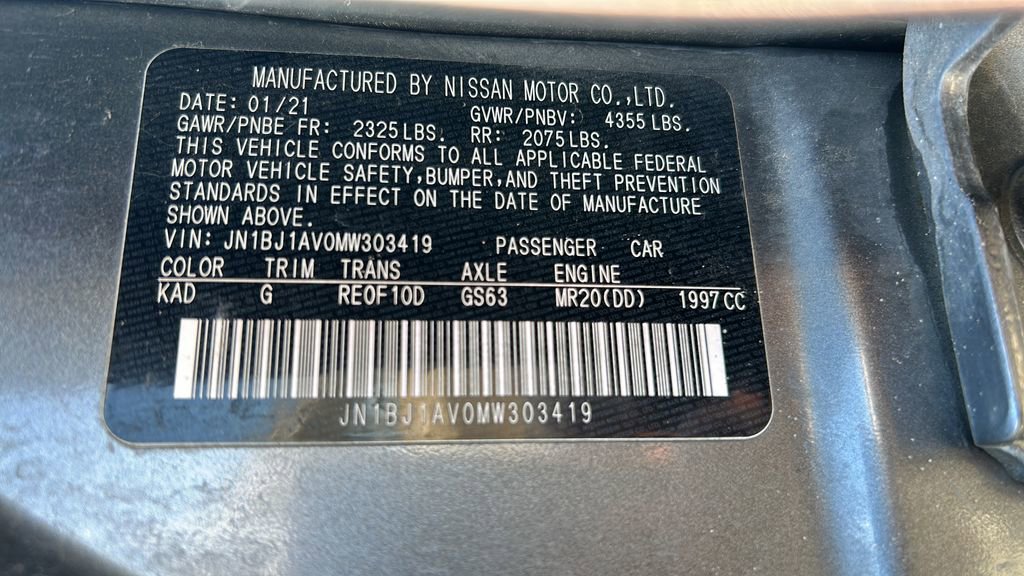 MANUFACTURED BY NISSAN MOTOR CO.,LTD.
DATE: 01/21 GVWR/PNBV: 4355 LBS.
GAWR/PNBE FR: 2325 LBS. RR: 2075 LBS.
THIS VEHICLE CONFORMS TO ALL APPLICABLE FEDERAL
MOTOR VEHICLE SAFETY, BUMPER, AND THEFT PREVENTION
STANDARDS IN EFFECT ON THE DATE OF MANUFACTURE
SHOWN ABOVE.
VIN: JN1BJ1AV0MW303419 PASSENGER CAR
COLOR TRIM TRANS AXLE ENGINE
KAD G RE0F10D GS63 MR20(DD) 1997 CC
JN1BJ1AV0MW303419